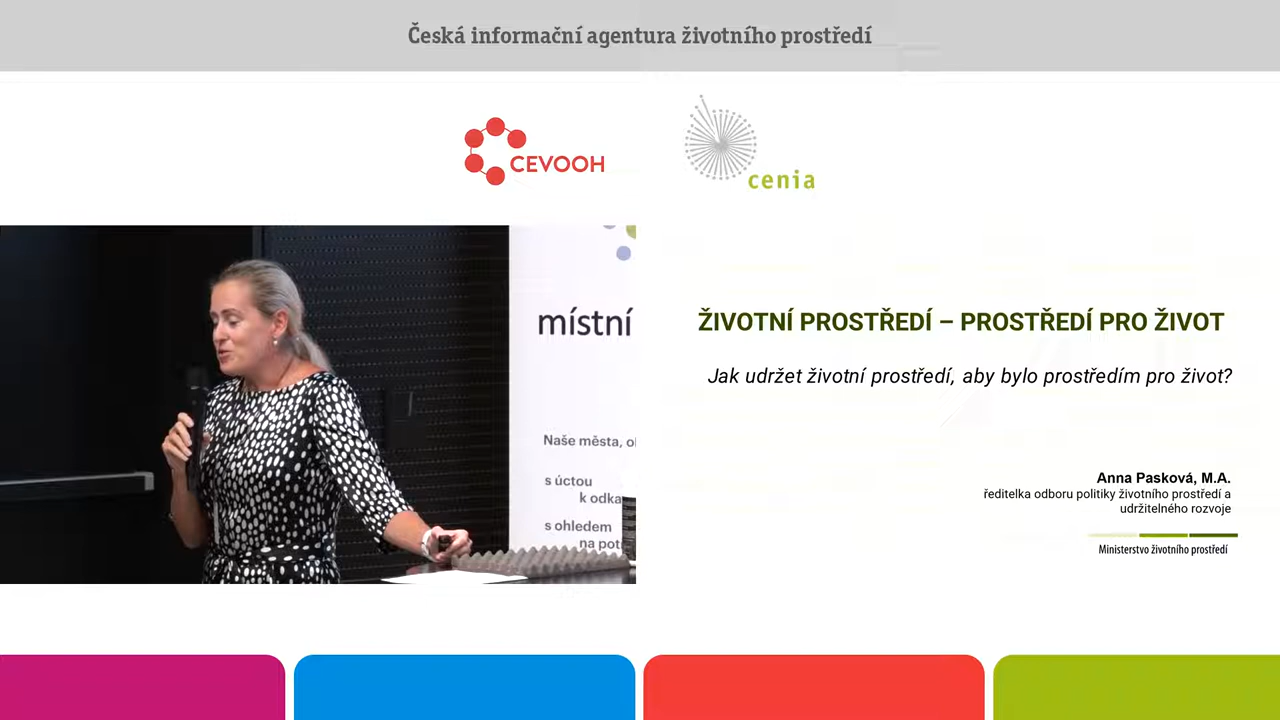 Česká informační agentura životního prostředí
CEVOOH
cenia
místní
Naše města,
s úctou
k odka
s ohledem
na
ŽIVOTNÍ PROSTŘEDÍ – PROSTŘEDÍ PRO ŽIVOT
Jak udržet životní prostředí, aby bylo prostředím pro život?
Anna Pasková, M.A.
ředitelka odboru politiky životního prostředí a
udržitelného rozvoje
Ministerstvo životního prostředí